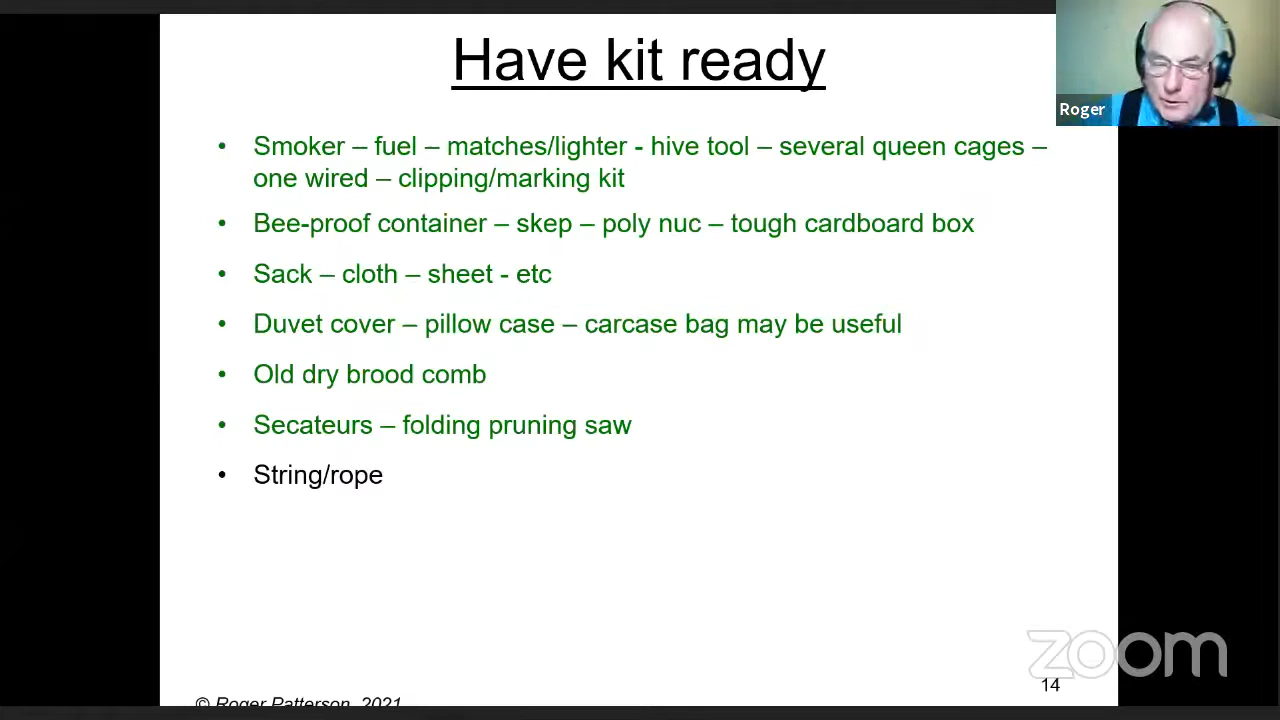 Have kit ready
Roger
• Smoker – fuel – matches/lighter - hive tool – several queen cages –
one wired – clipping/marking kit
• Bee-proof container – skep – poly nuc – tough cardboard box
• Sack – cloth – sheet - etc
• Duvet cover – pillow case – carcase bag may be useful
• Old dry brood comb
• Secateurs – folding pruning saw
• String/rope
zoom
14
© Roger Patterson, 2021